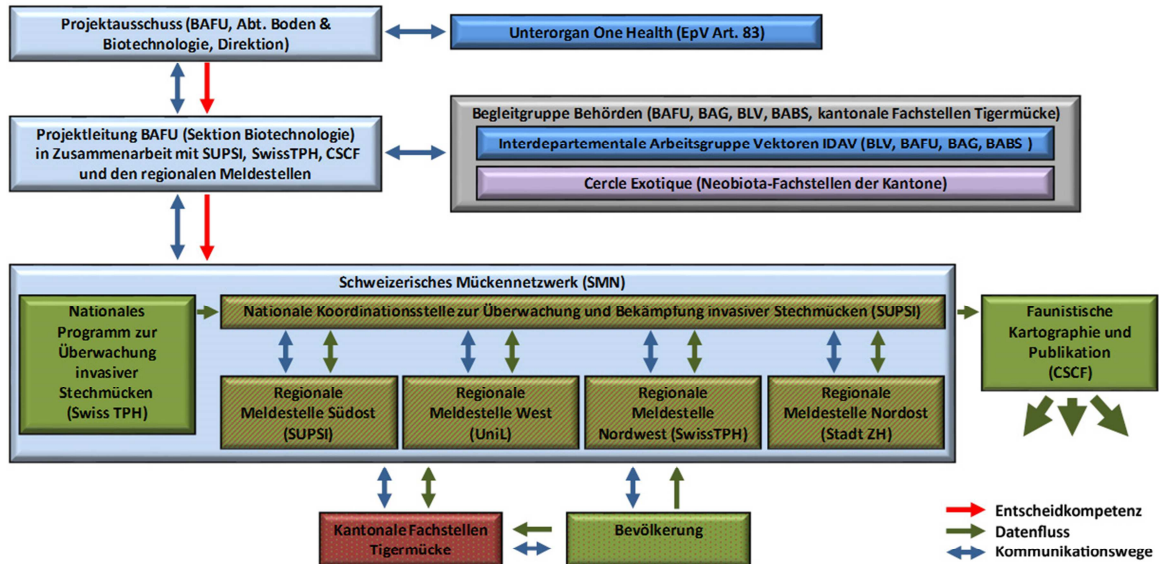 Projektausschuss (BAFU, Abt. Boden &
Biotechnologie, Direktion)
Unterorgan One Health (EpV Art. 83)
Projektleitung BAFU (Sektion Biotechnologie)
in Zusammenarbeit mit SUPSI, SwissTPH, CSCF
und den regionalen Meldestellen
Begleitgruppe Behörden (BAFU, BAG, BLV, BABS, kantonale Fachstellen Tigermücke)
Interdepartementale Arbeitsgruppe Vektoren IDAV (BLV, BAFU, BAG, BABS )
Cercle Exotique (Neobiota-Fachstellen der Kantone)
Schweizerisches Mückennetzwerk (SMN)
Nationales
Programm zur
Überwachung
invasiver
Stechmücken
(Swiss TPH)
Nationale Koordinationsstelle zur Überwachung und Bekämpfung invasiver Stechmücken (SUPSI)
Regionale
Meldestelle Südost
(SUPSI)
Regionale
Meldestelle West
(UniL)
Regionale
Meldestelle
Nordwest (SwissTPH)
Regionale
Meldestelle Nordost
(Stadt ZH)
Faunistische
Kartographie und
Publikation
(CSCF)
Kantonale Fachstellen
Tigermücke
Bevölkerung
Entscheidkompetenz
Datenfluss
Kommunikationswege